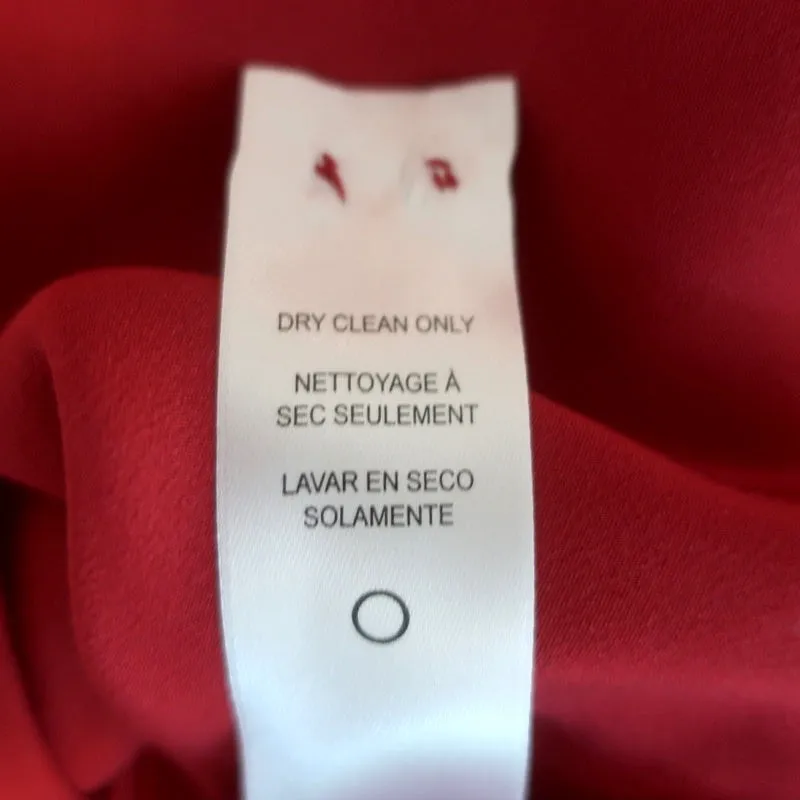 DRY CLEAN ONLY
NETTOYAGE À
SEC SEULEMENT
LAVAR EN SECO
SOLAMENTE